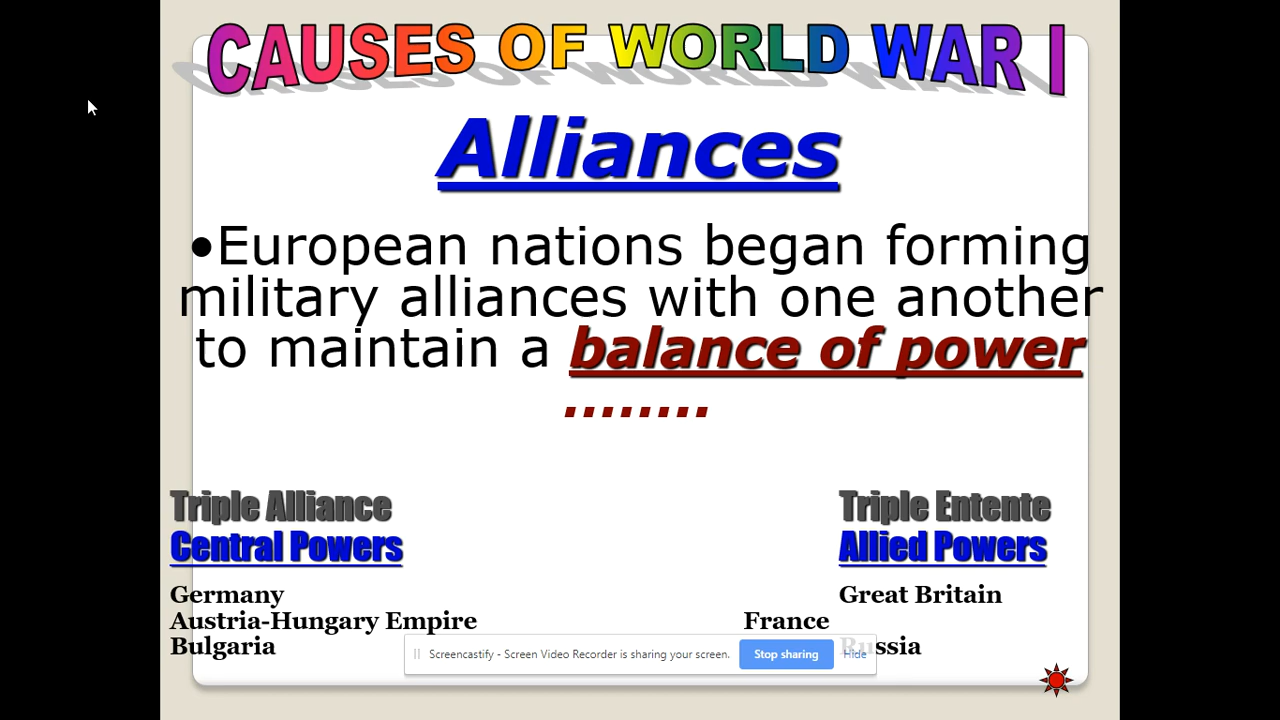 CAUSES OF WORLD WAR I
Alliances
•European nations began forming
military alliances with one another
to maintain a balance of power
........
Triple Alliance
Central Powers
Germany
Austria-Hungary Empire
Bulgaria
Triple Entente
Allied Powers
Great Britain
France
Russia
Screencastify - Screen Video Recorder is sharing your screen.
Stop sharing
Hide